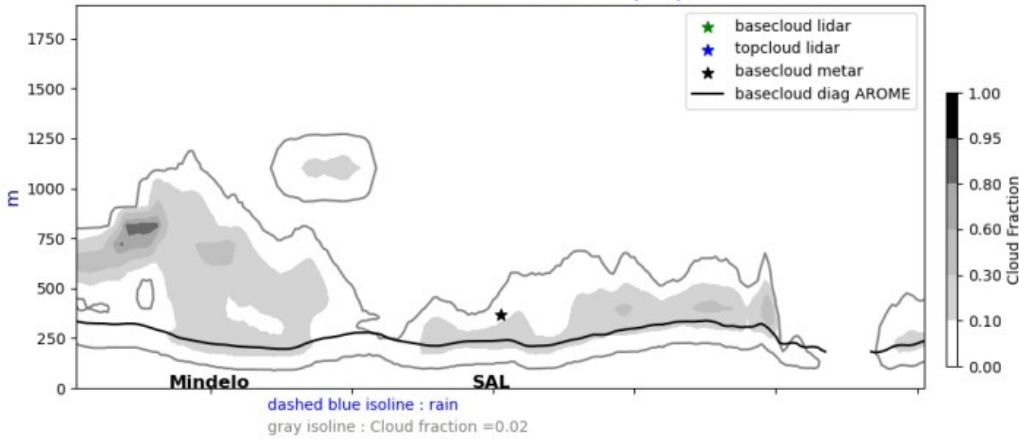 basecloud lidar
topcloud lidar
basecloud metar
basecloud diag AROME
1750
1500
1250
1000
750
500
250
0
m
Mindelo
SAL
dashed blue isoline : rain
gray isoline : Cloud fraction =0.02
1.00
0.95
0.80
0.60
0.30
0.10
0.00
Cloud Fraction